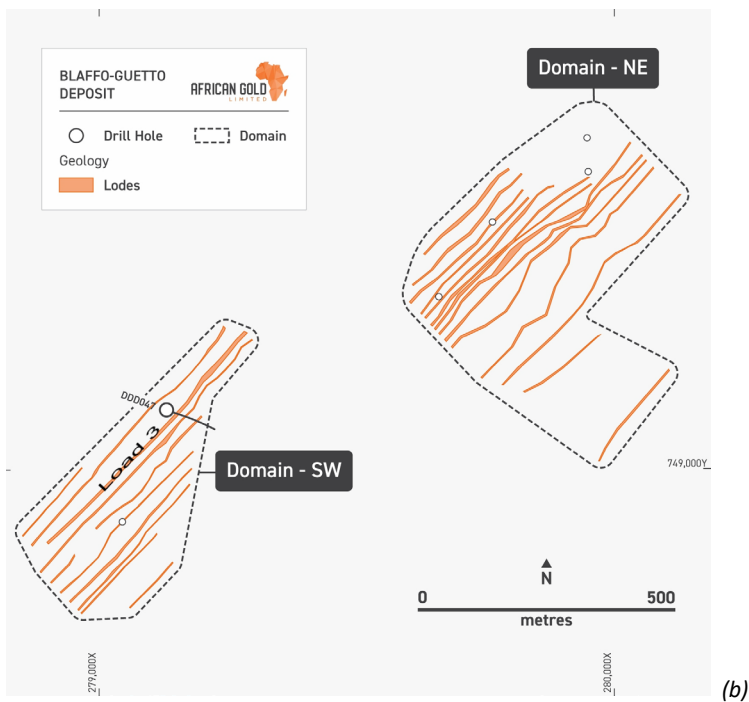 BLAFFO-GUETTO
DEPOSIT
AFRICAN GOLD
LIMITED
Drill Hole
Domain
Geology
Lodes
Domain - NE
DDD047
Load 3
Domain - SW
749,000Y
N
0 500
metres
279,000X
280,000X
(b)